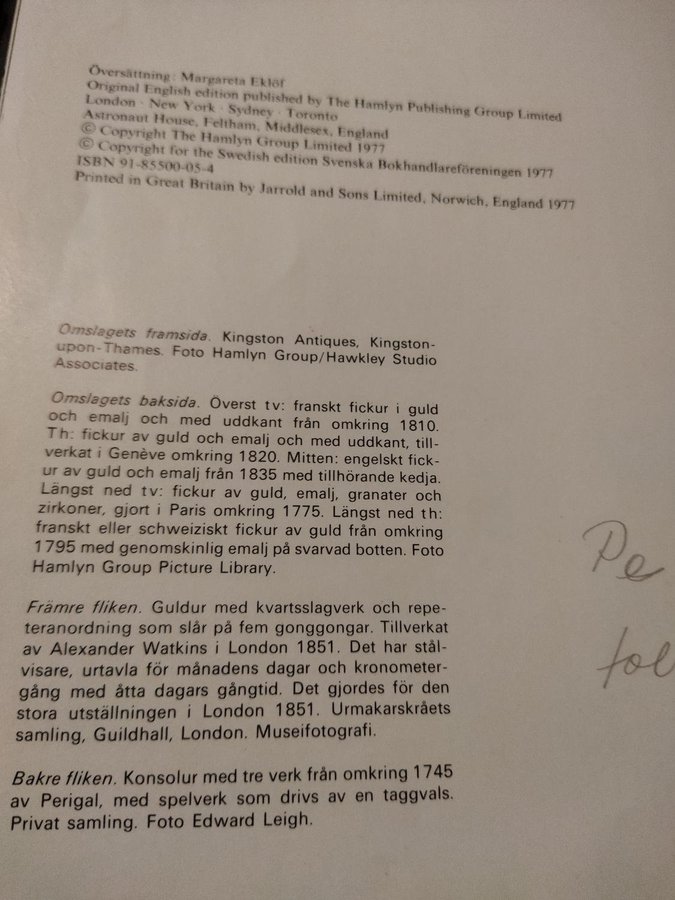 Översättning: Margareta Eklöf
Original English edition published by The Hamlyn Publishing Group Limited
London · New York · Sydney · Toronto
Astronaut House, Feltham, Middlesex, England
© Copyright The Hamlyn Group Limited 1977
© Copyright for the Swedish edition Svenska Bokhandlareföreningen 1977
ISBN 91-85500-05-4
Printed in Great Britain by Jarrold and Sons Limited, Norwich, England 1977
Omslagets framsida. Kingston Antiques, Kingston-
upon-Thames. Foto Hamlyn Group/Hawkley Studio
Associates.
Omslagets baksida. Överst tv: franskt fickur i guld
och emalj och med uddkant från omkring 1810.
Th: fickur av guld och emalj och med uddkant, till-
verkat i Genève omkring 1820. Mitten: engelskt fick-
ur av guld och emalj från 1835 med tillhörande kedja.
Längst ned tv: fickur av guld, emalj, granater och
zirkoner, gjort i Paris omkring 1775. Längst ned th:
franskt eller schweiziskt fickur av guld från omkring
1795 med genomskinlig emalj på svarvad botten. Foto
Hamlyn Group Picture Library.
Främre fliken. Guldur med kvartsslagverk och repe-
teranordning som slår på fem gonggongar. Tillverkat
av Alexander Watkins i London 1851. Det har stål-
visare, urtavla för månadens dagar och kronometer-
gång med åtta dagars gångtid. Det gjordes för den
stora utställningen i London 1851. Urmakarskråets
samling, Guildhall, London. Museifotografi.
Bakre fliken. Konsolur med tre verk från omkring 1745
av Perigal, med spelverk som drivs av en taggvals.
Privat samling. Foto Edward Leigh.
Pe